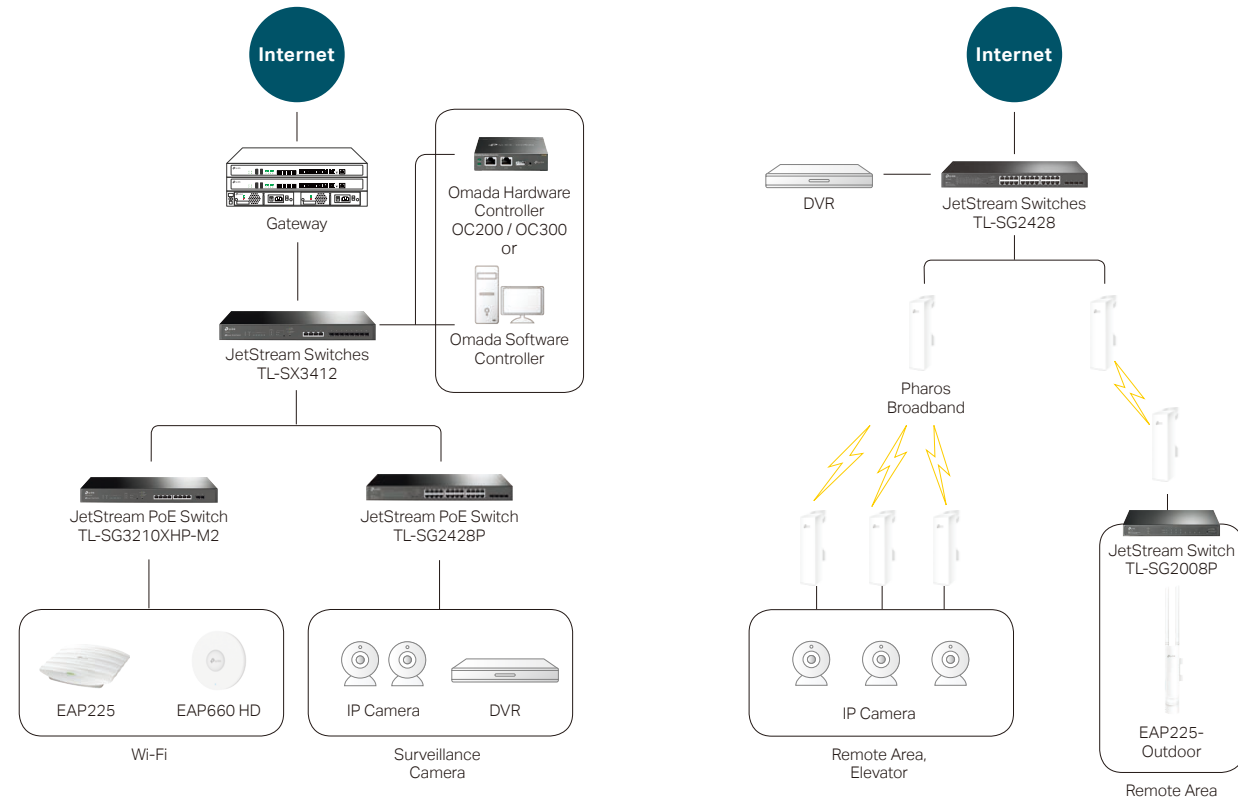 Internet
Gateway
Omada Hardware
Controller
OC200 / OC300
or
Omada Software
Controller
JetStream Switches
TL-SX3412
JetStream PoE Switch
TL-SG3210XHP-M2
JetStream PoE Switch
TL-SG2428P
EAP225
EAP660 HD
Wi-Fi
IP Camera
DVR
Surveillance
Camera
Internet
DVR
JetStream Switches
TL-SG2428
Pharos
Broadband
IP Camera
Remote Area,
Elevator
JetStream Switch
TL-SG2008P
EAP225-
Outdoor
Remote Area